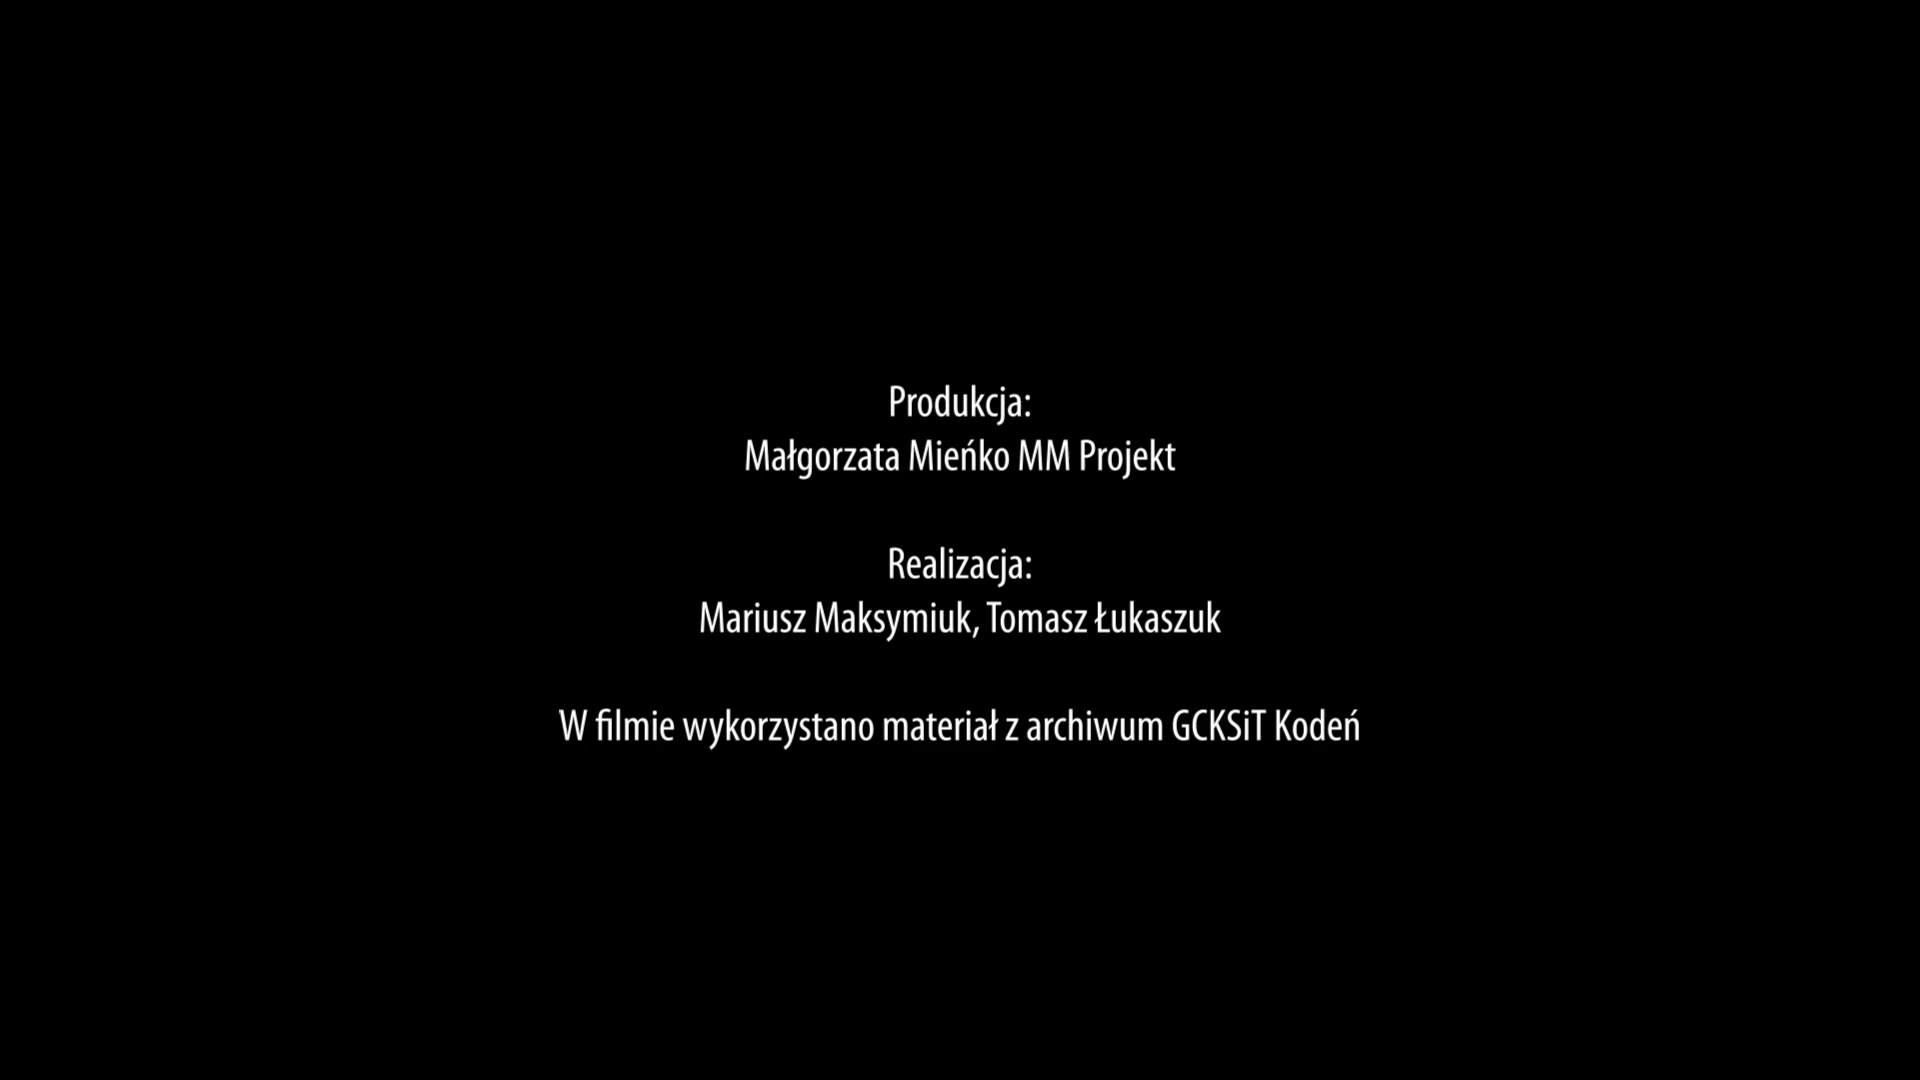 Produkcja:
Małgorzata Mieńko MM Projekt
Realizacja:
Mariusz Maksymiuk, Tomasz Łukaszuk
W filmie wykorzystano materiał z archiwum GCKSiT Kodeń